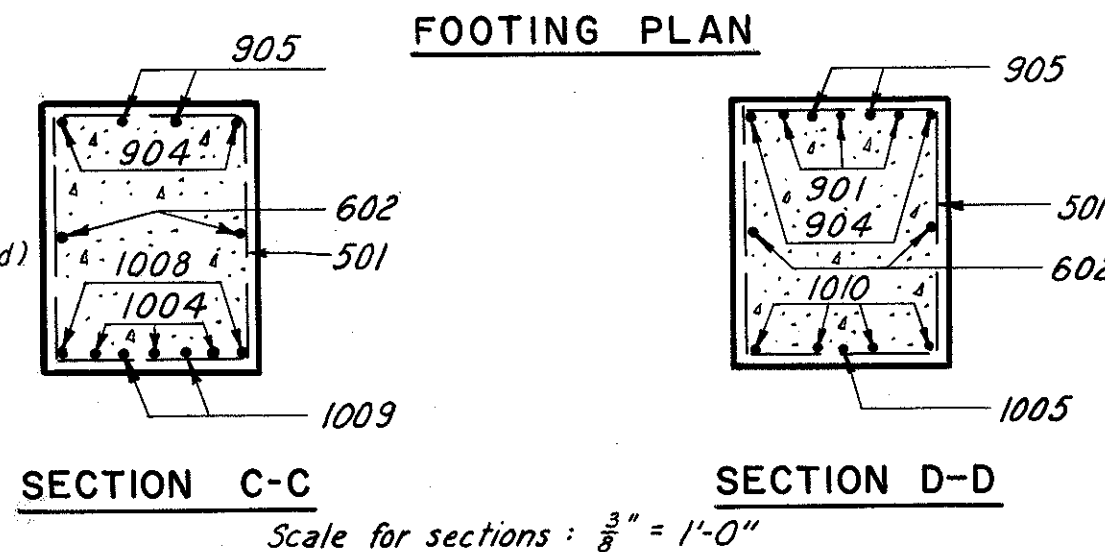 FOOTING PLAN
905
904
602
d)
501
1008
1004
1009
SECTION C-C
905
901
904
501
602
1010
1005
SECTION D-D
Scale for sections : 3/8" = 1'-0"